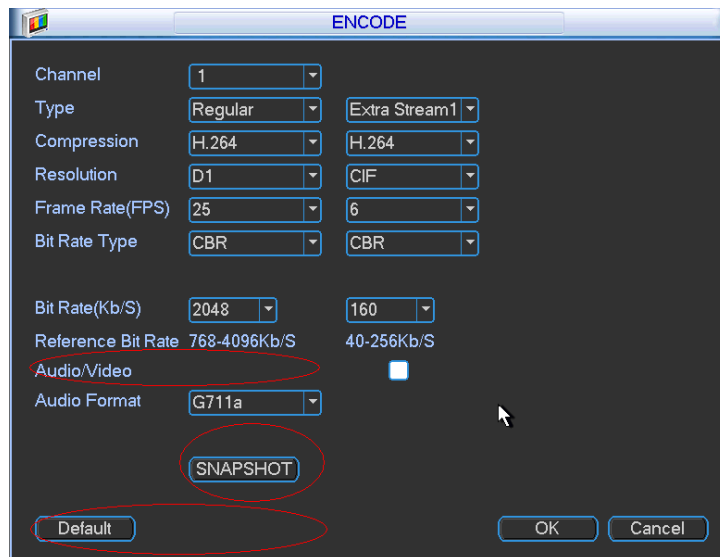 ENCODE
Channel 1
Type Regular Extra Stream1
Compression H.264 H.264
Resolution D1 CIF
Frame Rate(FPS) 25 6
Bit Rate Type CBR CBR
Bit Rate(Kb/S) 2048 160
Reference Bit Rate 768-4096Kb/S 40-256Kb/S
Audio/Video
Audio Format G711a
SNAPSHOT
Default OK Cancel